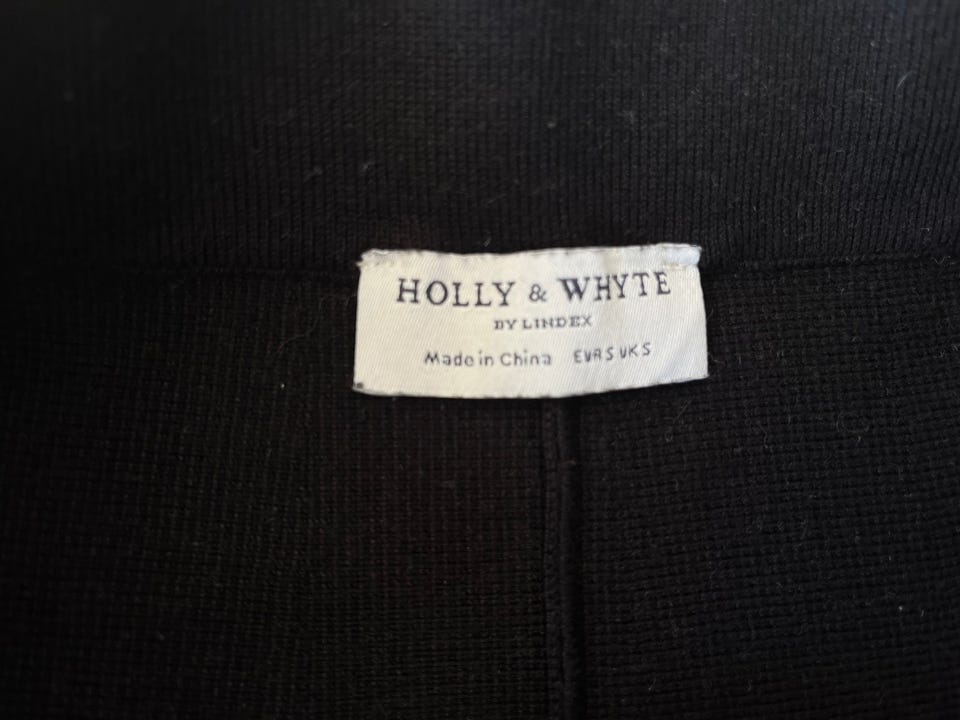 HOLLY & WHYTE
BY LINDEX
Made in China EUR S UK S